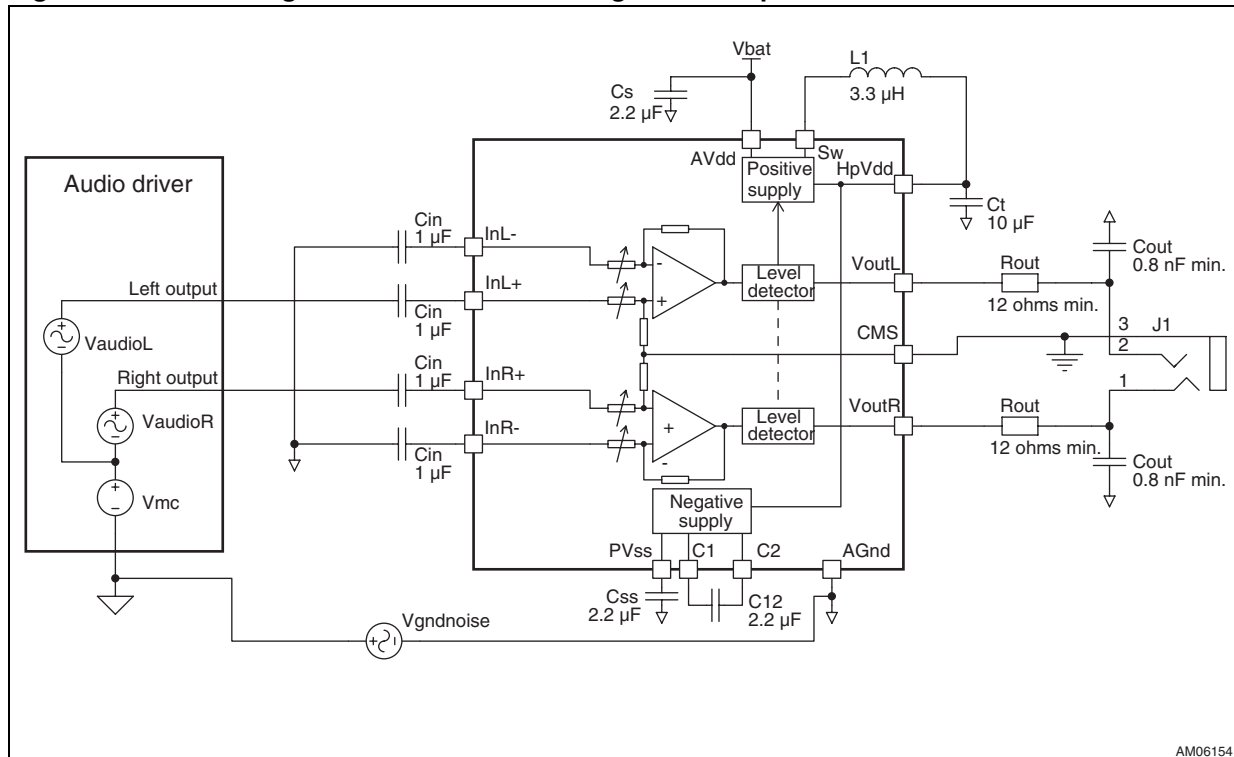 Vbat
L1
3.3 µH
Cs
2.2 µF
AVdd
Sw
HpVdd
Positive
supply
Ct
10 µF
Audio driver
Cin
1 µF
InL-
InL+
Left output
Cin
1 µF
VaudioL
-
+
Level
detector
VoutL
Rout
12 ohms min.
Cout
0.8 nF min.
CMS
3
J1
2
1
Right output
Cin
1 µF
InR+
VaudioR
InR-
Cin
1 µF
+
-
Level
detector
VoutR
Rout
12 ohms min.
Cout
0.8 nF min.
Vmc
Negative
supply
PVss
C1
C2
AGnd
Css
2.2 µF
C12
2.2 µF
Vgndnoise
AM06154